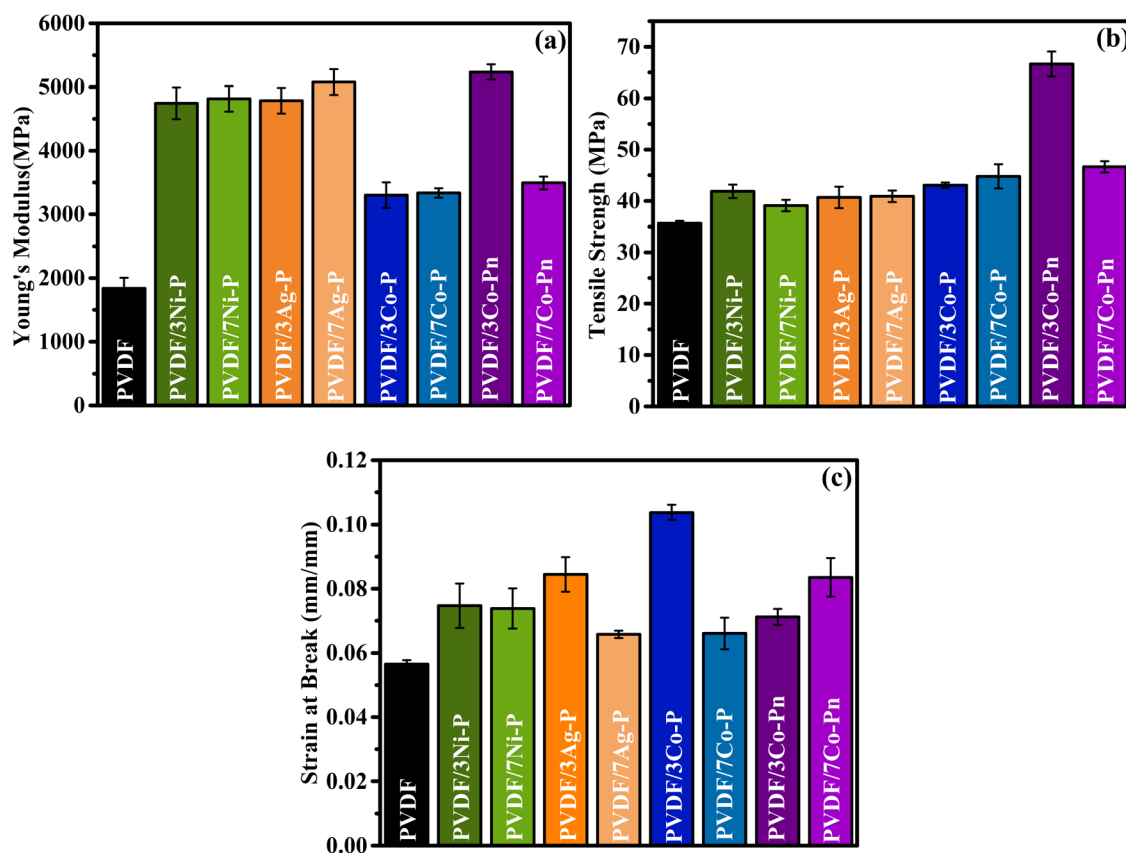 (a)
Young's Modulus(MPa)
6000
5000
4000
3000
2000
1000
0
PVDF
PVDF/3Ni-P
PVDF/7Ni-P
PVDF/3Ag-P
PVDF/7Ag-P
PVDF/3Co-P
PVDF/7Co-P
PVDF/3Co-Pn
PVDF/7Co-Pn
(b)
Tensile Strengh (MPa)
70
60
50
40
30
20
10
0
PVDF
PVDF/3Ni-P
PVDF/7Ni-P
PVDF/3Ag-P
PVDF/7Ag-P
PVDF/3Co-P
PVDF/7Co-P
PVDF/3Co-Pn
PVDF/7Co-Pn
(c)
Strain at Break (mm/mm)
0.12
0.10
0.08
0.06
0.04
0.02
0.00
PVDF
PVDF/3Ni-P
PVDF/7Ni-P
PVDF/3Ag-P
PVDF/7Ag-P
PVDF/3Co-P
PVDF/7Co-P
PVDF/3Co-Pn
PVDF/7Co-Pn